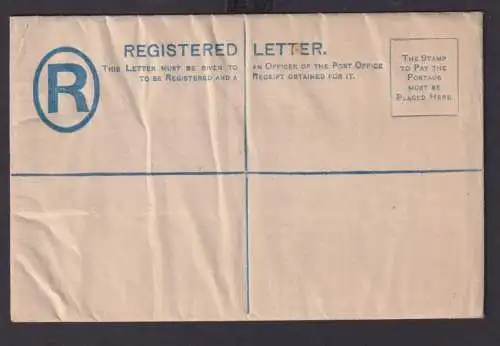 REGISTERED LETTER.
THIS LETTER MUST BE GIVEN TO AN OFFICER OF THE POST OFFICE
TO BE REGISTERED AND A RECEIPT OBTAINED FOR IT.
R
THE STAMP
TO PAY THE
POSTAGE
MUST BE
PLACED HERE.